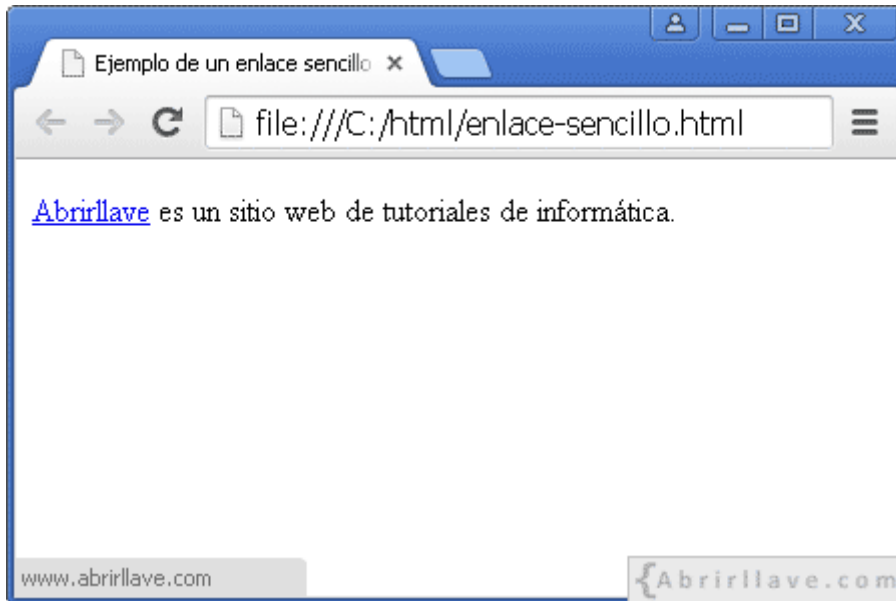 Ejemplo de un enlace sencillo
file:///C:/html/enlace-sencillo.html
Abrirllave es un sitio web de tutoriales de informática.
www.abrirllave.com
{Abrirllave.com